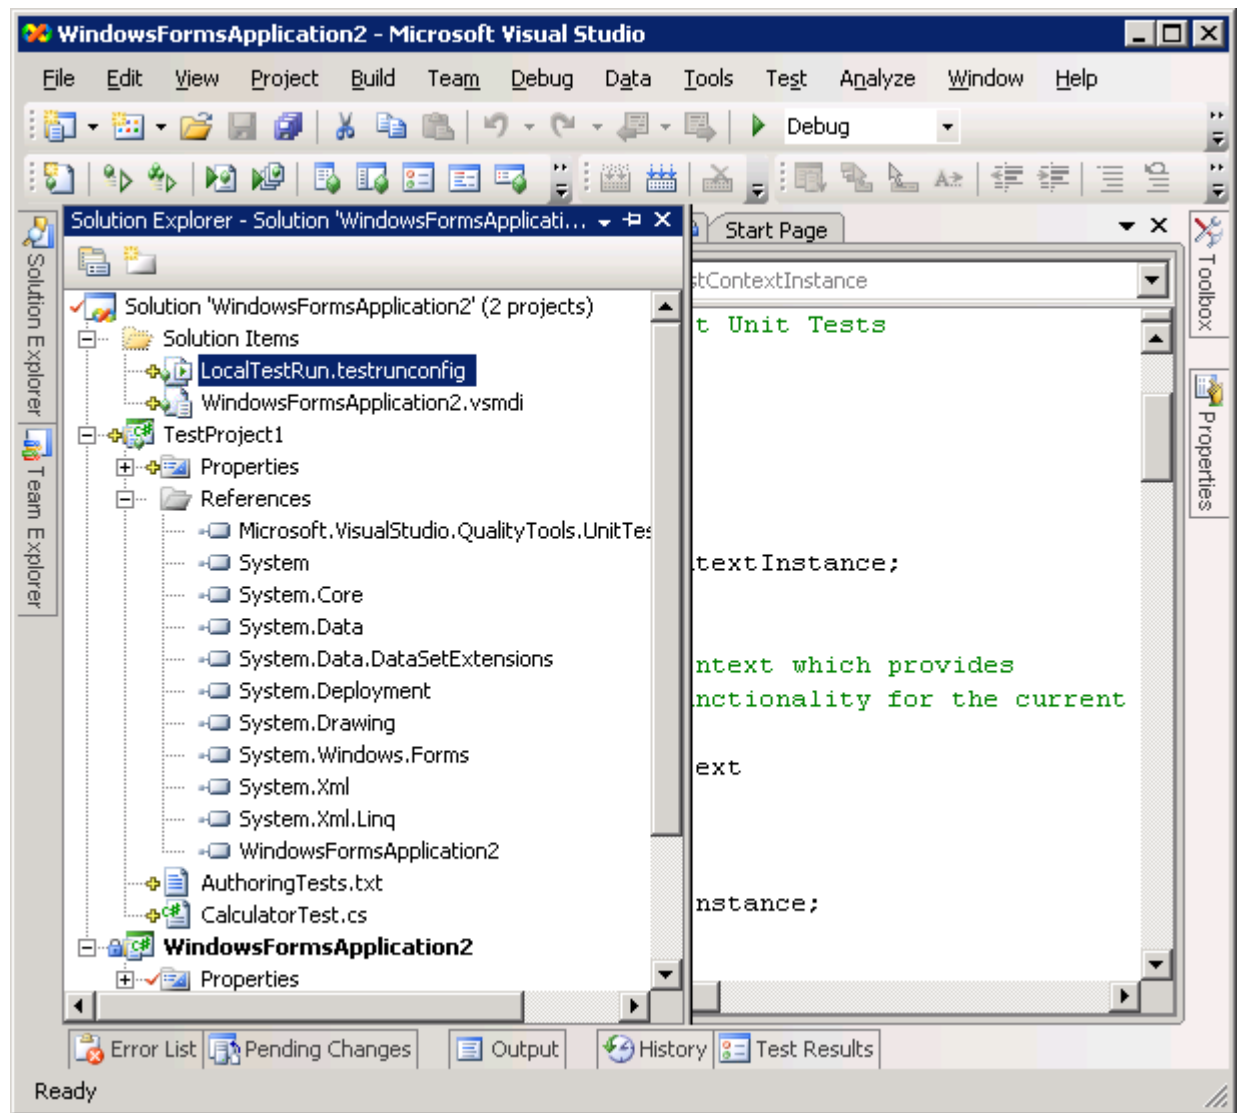 WindowsFormsApplication2 - Microsoft Visual Studio
File Edit View Project Build Team Debug Data Tools Test Analyze Window Help
Debug
Solution Explorer - Solution 'WindowsFormsApplicati...
Start Page
stContextInstance
Solution Explorer
Team Explorer
Toolbox
Properties
Solution 'WindowsFormsApplication2' (2 projects)
Solution Items
LocalTestRun.testrunconfig
WindowsFormsApplication2.vsmdi
TestProject1
Properties
References
Microsoft.VisualStudio.QualityTools.UnitTes
System
System.Core
System.Data
System.Data.DataSetExtensions
System.Deployment
System.Drawing
System.Windows.Forms
System.Xml
System.Xml.Linq
WindowsFormsApplication2
AuthoringTests.txt
CalculatorTest.cs
WindowsFormsApplication2
Properties
t Unit Tests
textInstance;
ntext which provides
nctionality for the current
ext
nstance;
Error List Pending Changes Output History Test Results
Ready